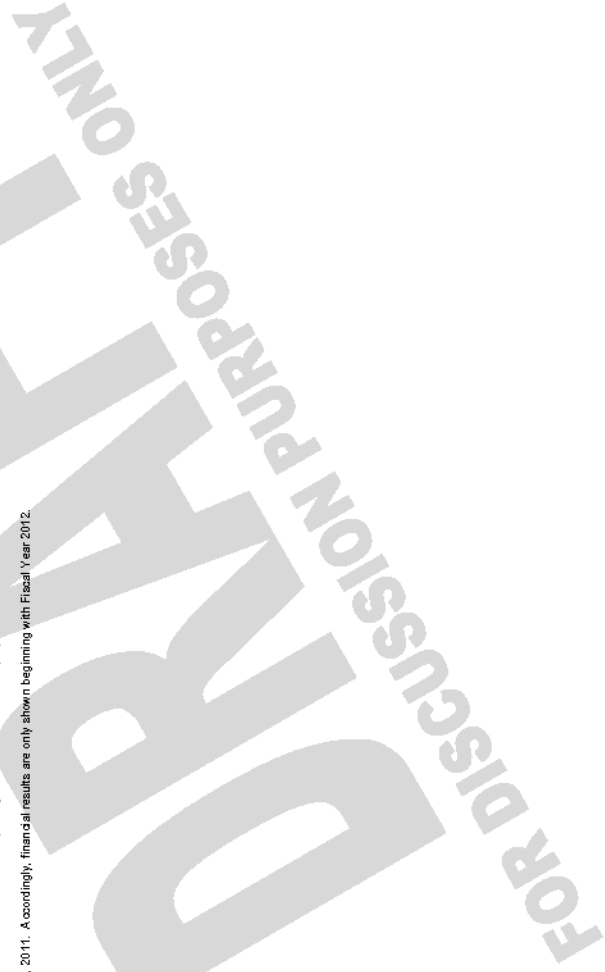 , 2011. Accordingly, financial results are only shown beginning with Fiscal Year 2012.
DRAFT
FOR DISCUSSION PURPOSES ONLY